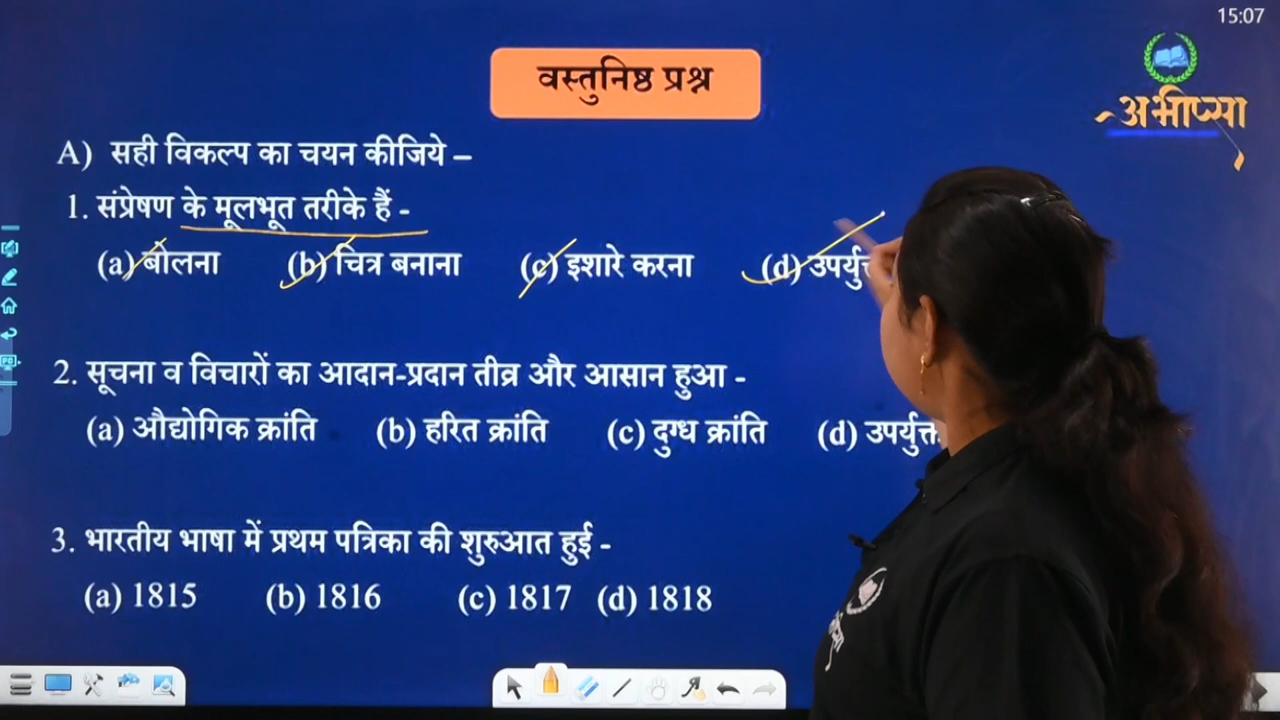 15:07
अभीप्सा
वस्तुनिष्ठ प्रश्न
A) सही विकल्प का चयन कीजिये –
1. संप्रेषण के मूलभूत तरीके हैं -
(a) बोलना (b) चित्र बनाना (c) इशारे करना (d)
2. सूचना व विचारों का आदान-प्रदान तीव्र और आसान हुआ -
(a) औद्योगिक क्रांति (b) हरित क्रांति (c) दुग्ध क्रांति (d) उपर्युक्त
3. भारतीय भाषा में प्रथम पत्रिका की शुरुआत हुई -
(a) 1815 (b) 1816 (c) 1817 (d) 1818